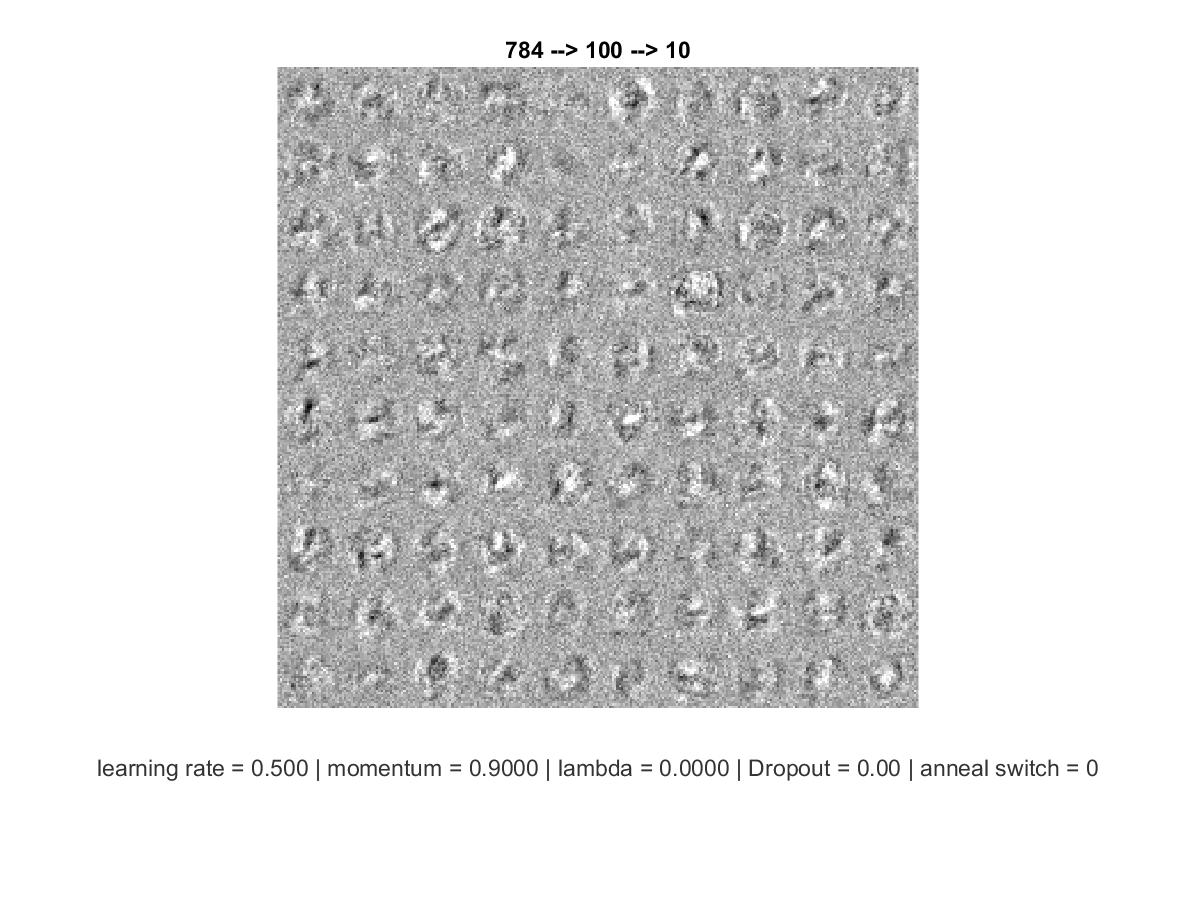 784 --> 100 --> 10
learning rate = 0.500 | momentum = 0.9000 | lambda = 0.0000 | Dropout = 0.00 | anneal switch = 0